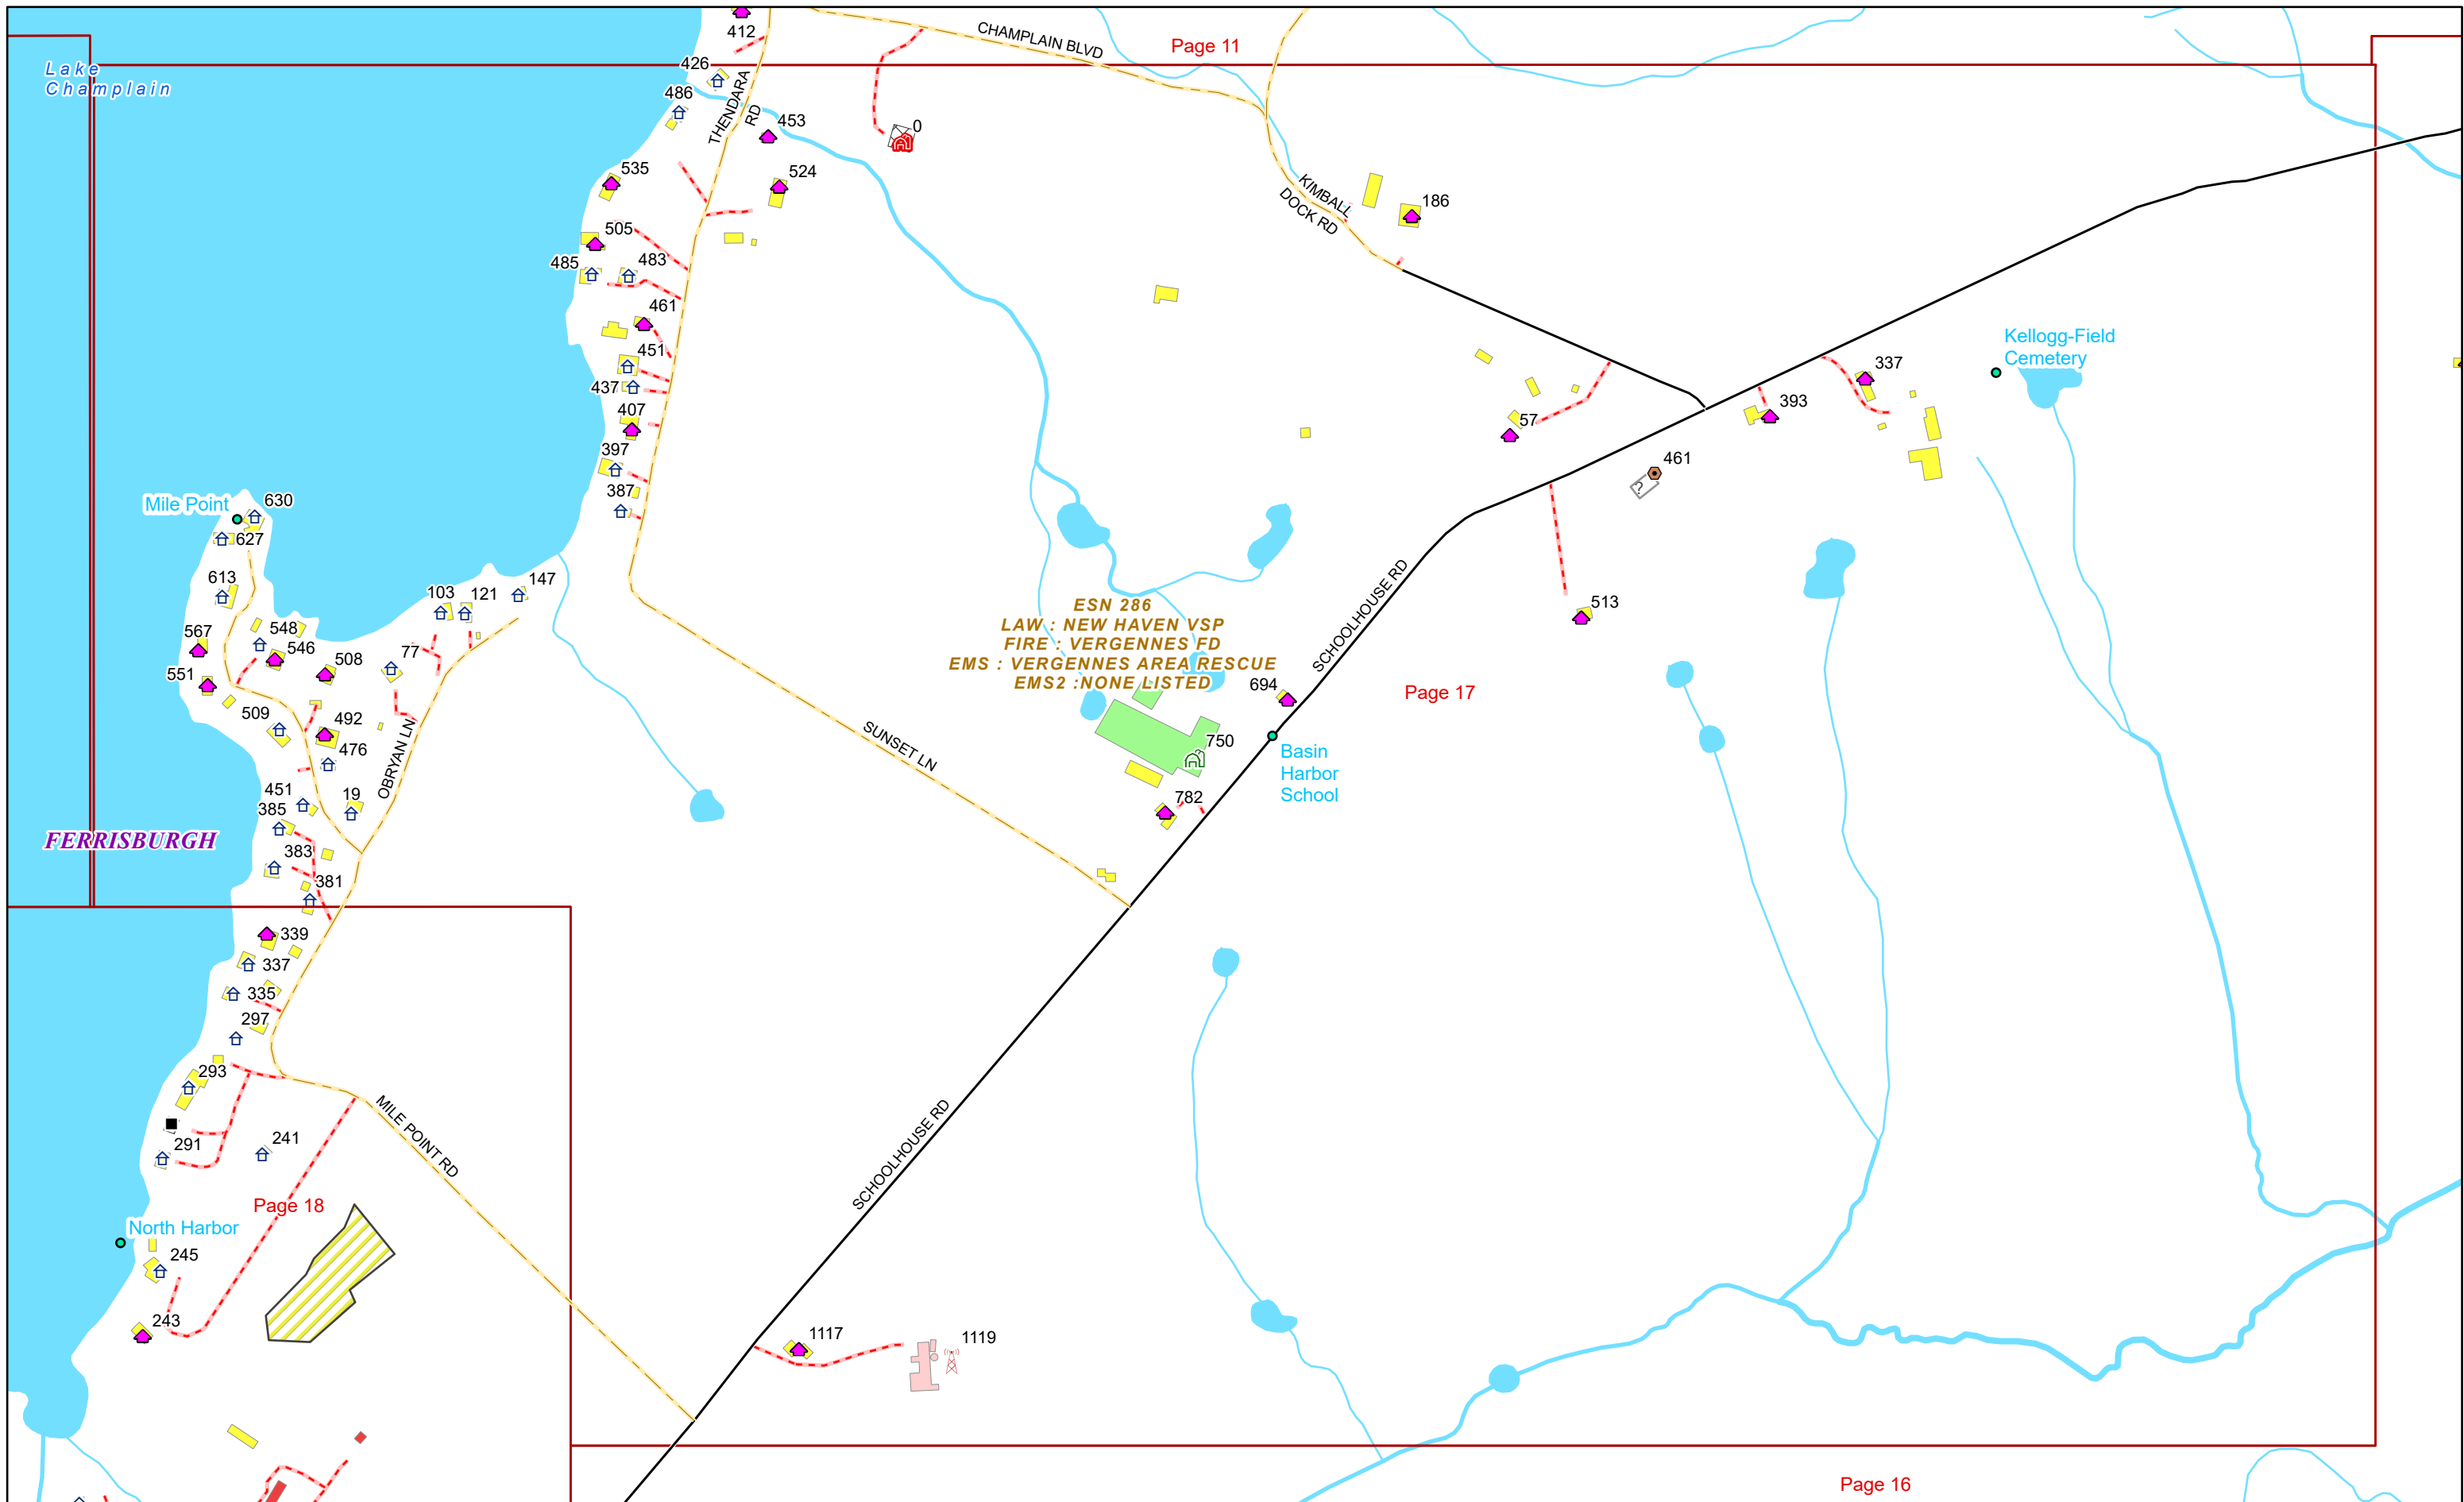 412
CHAMPLAIN BLVD
Page 11
Lake
Champlain
426
486
THENDARA
RD
453
0
535
524
KIMBALL
DOCK RD
186
505
485
483
461
451
437
407
397
387
Kellogg-Field
Cemetery
337
393
57
461
Mile Point
630
627
613
103
121
147
513
ESN 286
LAW : NEW HAVEN VSP
FIRE : VERGENNES FD
EMS : VERGENNES AREA RESCUE
EMS2 :NONE LISTED
SCHOOLHOUSE RD
567
548
546
508
77
551
509
492
476
694
Page 17
OBRYAN LN
SUNSET LN
750
Basin
Harbor
School
451
385
19
782
FERRISBURGH
383
381
339
337
335
297
293
291
241
MILE POINT RD
SCHOOLHOUSE RD
Page 18
North Harbor
245
243
1117
1119
Page 16
?